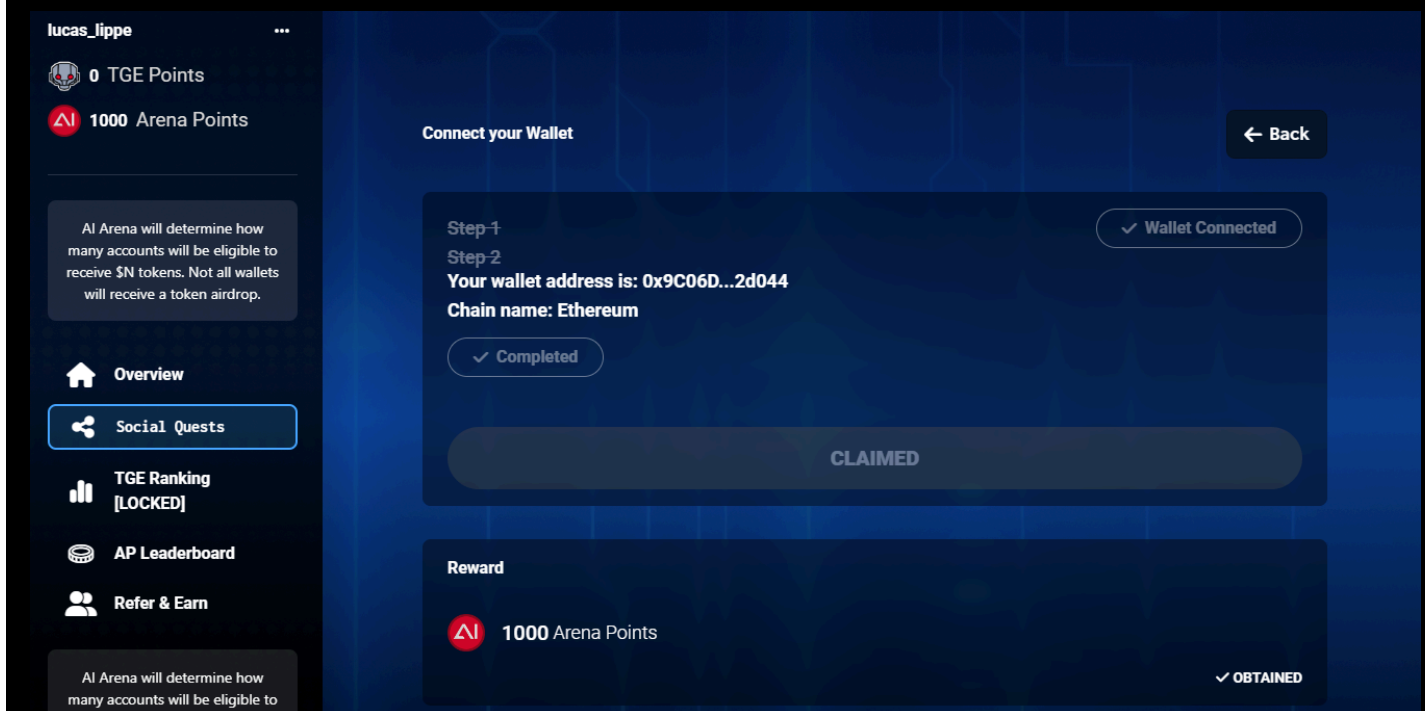 lucas_lippe
...
0 TGE Points
AI 1000 Arena Points
AI Arena will determine how
many accounts will be eligible to
receive $N tokens. Not all wallets
will receive a token airdrop.
Overview
Social Quests
TGE Ranking
[LOCKED]
AP Leaderboard
Refer & Earn
AI Arena will determine how
many accounts will be eligible to
Connect your Wallet
← Back
Step 1
✓ Wallet Connected
Step 2
Your wallet address is: 0x9C06D...2d044
Chain name: Ethereum
✓ Completed
CLAIMED
Reward
AI 1000 Arena Points
✓ OBTAINED